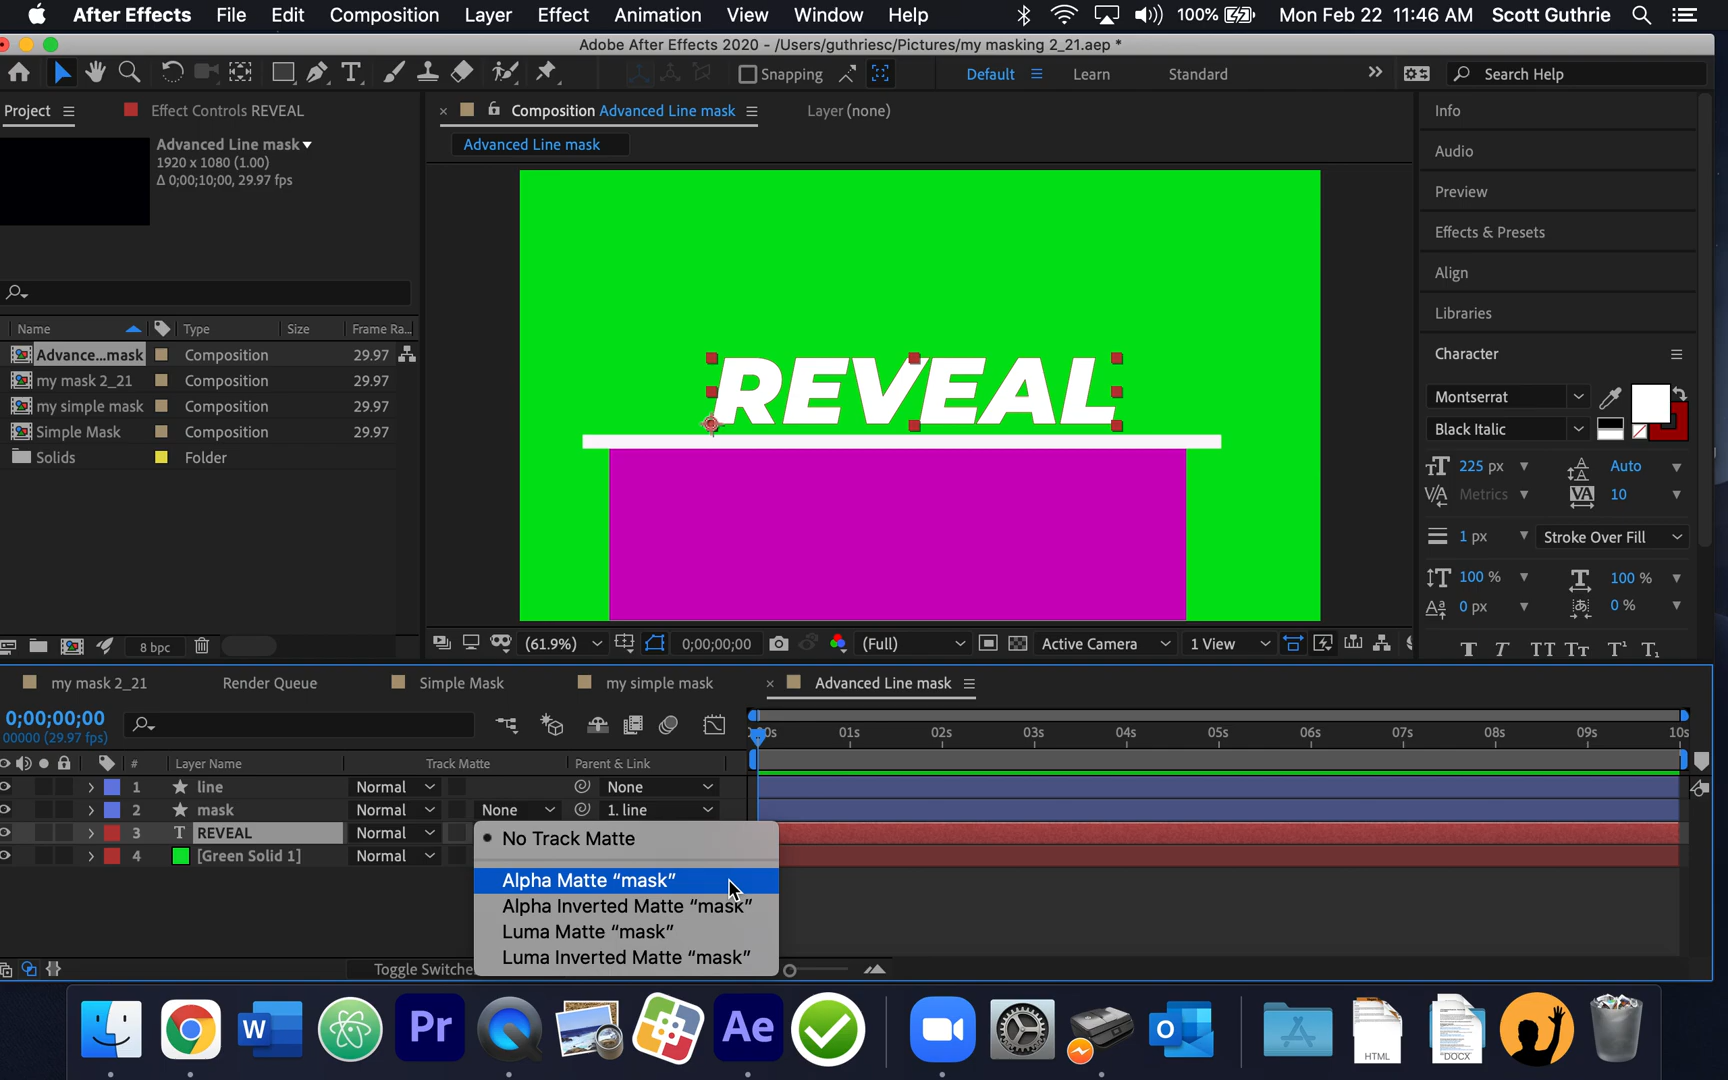 After Effects File Edit Composition Layer Effect Animation View Window Help 100% Mon Feb 22 11:46 AM Scott Guthrie
Adobe After Effects 2020 - /Users/guthriesc/Pictures/my masking 2_21.aep *
Snapping Default Learn Standard Search Help
Project Effect Controls REVEAL Composition Advanced Line mask Layer (none) Info
Advanced Line mask
1920 x 1080 (1.00)
Δ 0;00;10;00, 29.97 fps
Advanced Line mask
Audio
Preview
Effects & Presets
Align
Libraries
Character
Name Type Size Frame Ra...
Advance...mask Composition 29.97
my mask 2_21 Composition 29.97
my simple mask Composition 29.97
Simple Mask Composition 29.97
Solids Folder
REVEAL
Montserrat
Black Italic
225 px Auto
Metrics 10
1 px Stroke Over Fill
100 % 100 %
0 px 0 %
8 bpc (61.9%) 0;00;00;00 (Full) Active Camera 1 View
my mask 2_21 Render Queue Simple Mask my simple mask Advanced Line mask
0;00;00;00
00000 (29.97 fps)
01s 02s 03s 04s 05s 06s 07s 08s 09s 10s
# Layer Name Track Matte Parent & Link
1 line Normal None
2 mask Normal None 1. line
3 T REVEAL Normal
4 [Green Solid 1] Normal
No Track Matte
Alpha Matte “mask”
Alpha Inverted Matte “mask”
Luma Matte “mask”
Luma Inverted Matte “mask”
Toggle Switche
W Pr Ae HTML "DOCX"